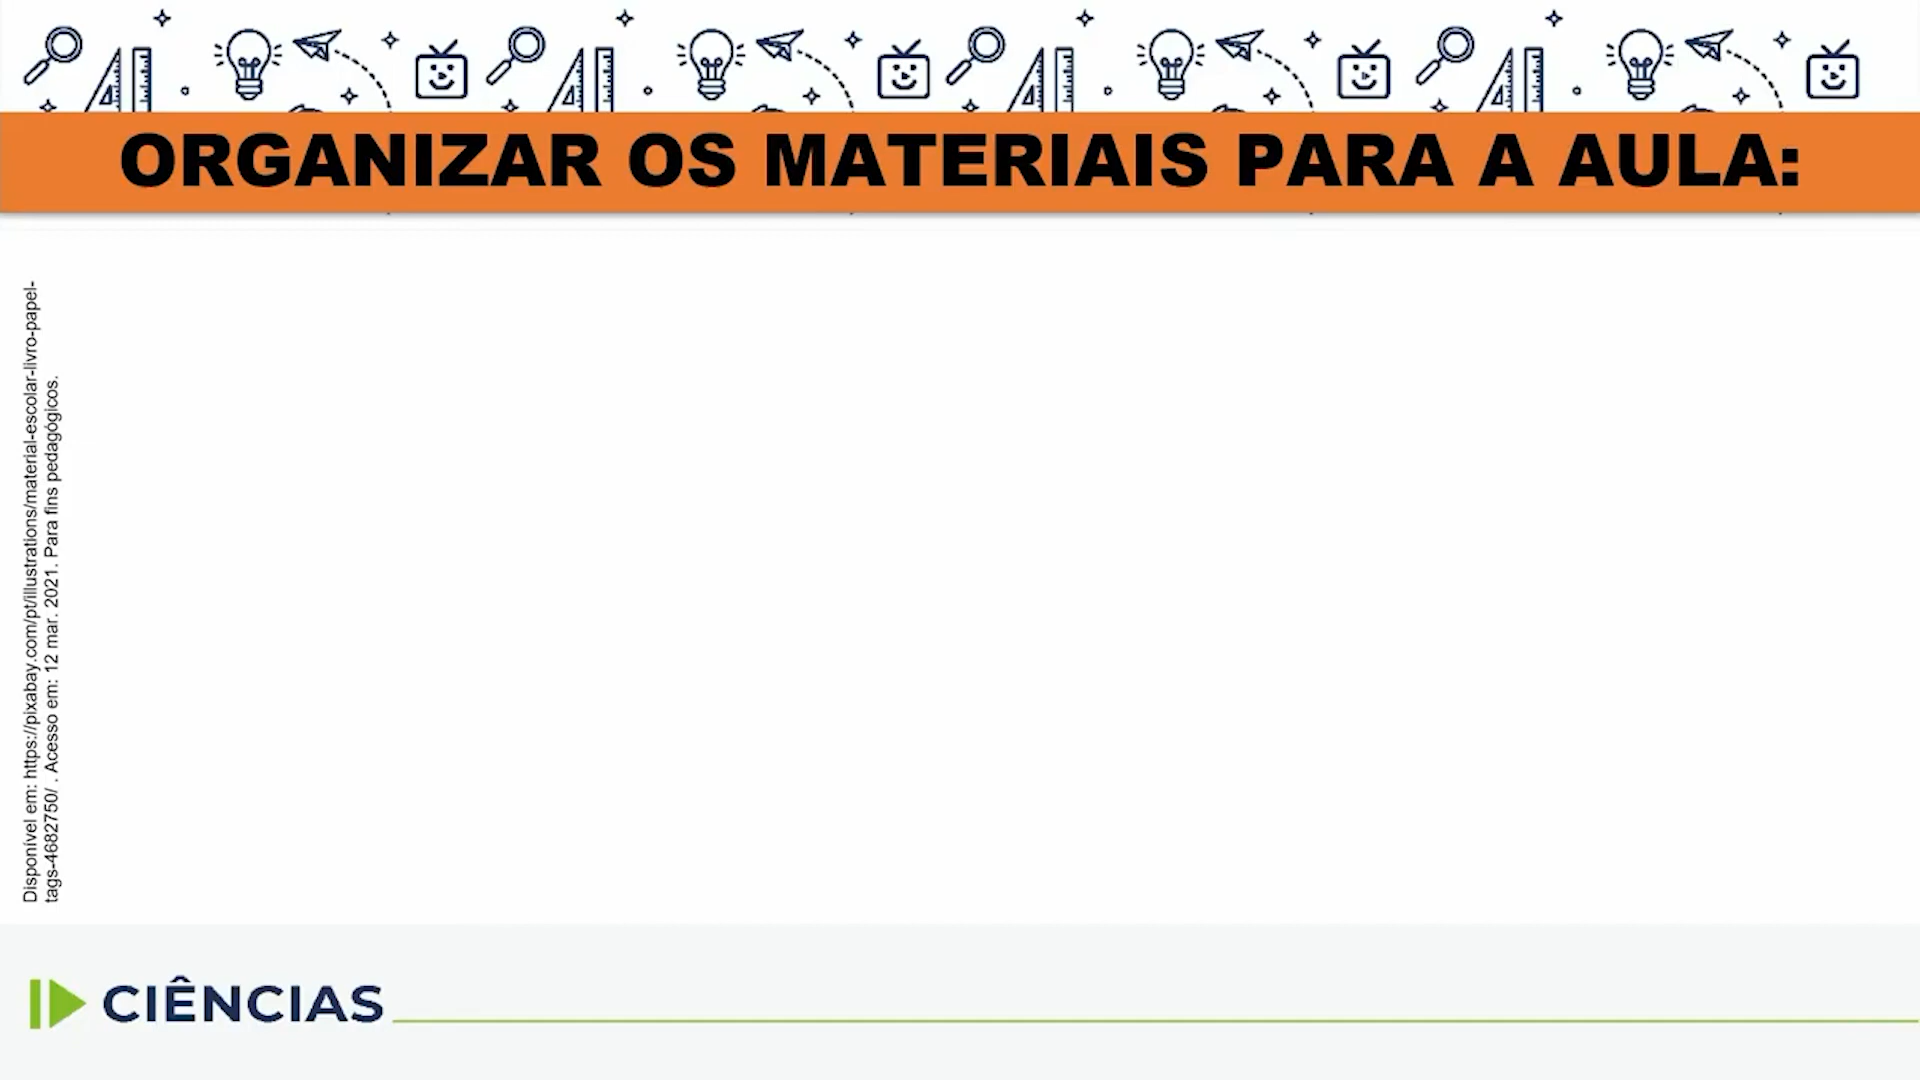 ORGANIZAR OS MATERIAIS PARA A AULA:
Disponível em: https://pixabay.com/pt/illustrations/material-escolar-livro-papel-
tags-4682750/ . Acesso em: 12 mar. 2021. Para fins pedagógicos.
CIÊNCIAS